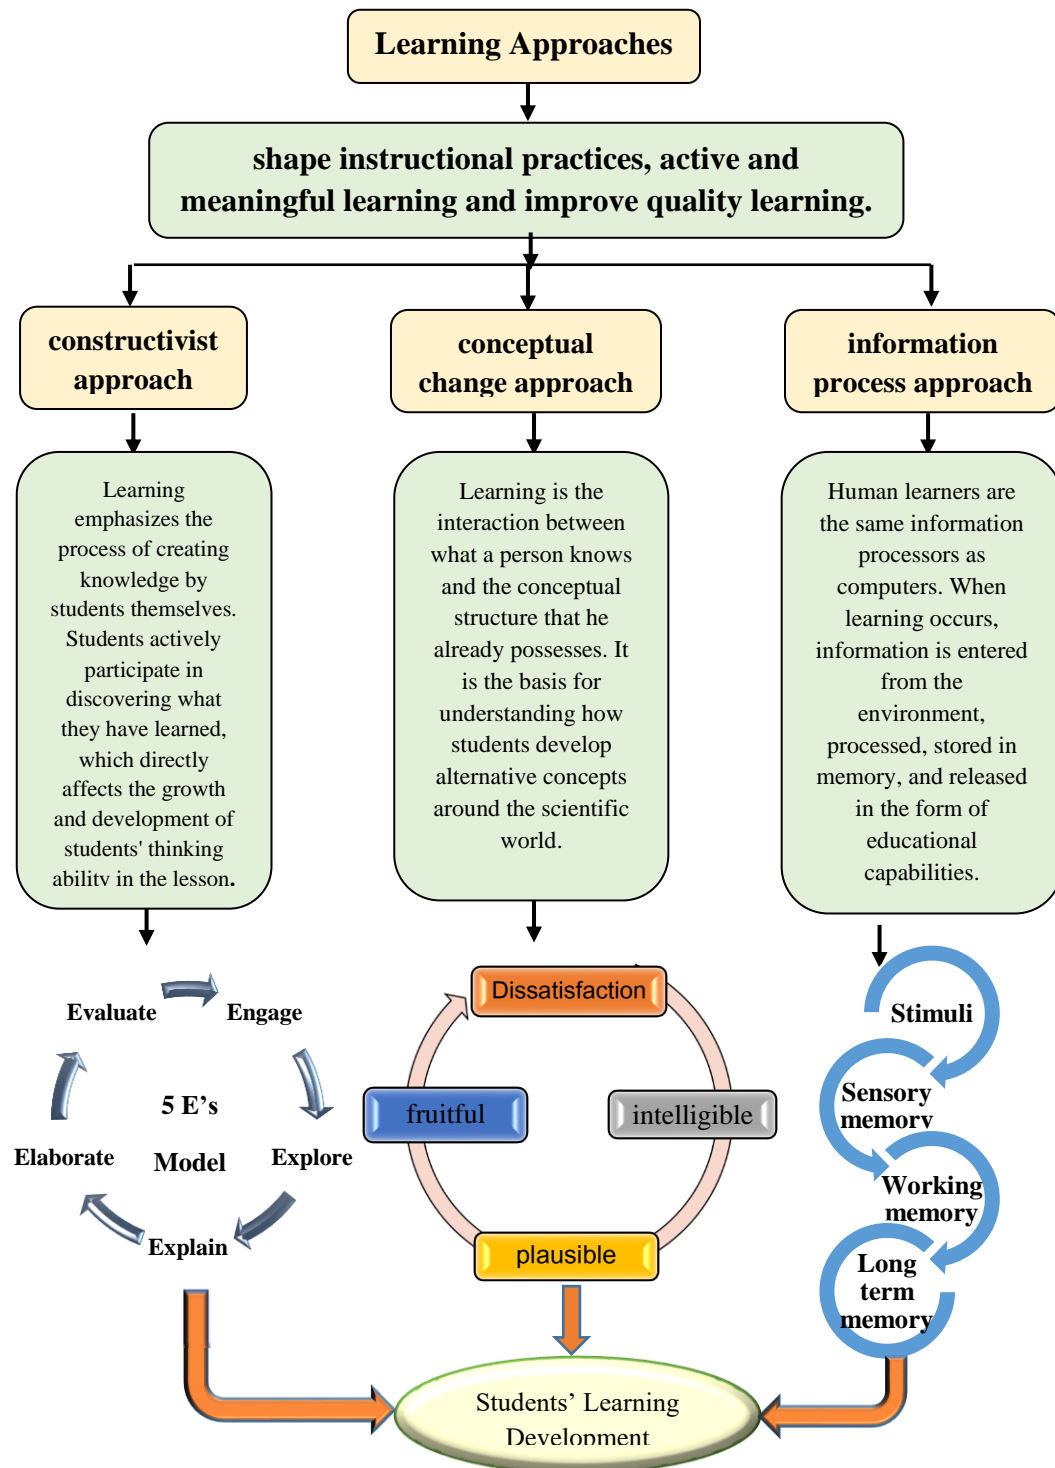 Learning Approaches
shape instructional practices, active and
meaningful learning and improve quality learning.
constructivist
approach
conceptual
change approach
information
process approach
Learning
emphasizes the
process of creating
knowledge by
students themselves.
Students actively
participate in
discovering what
they have learned,
which directly
affects the growth
and development of
students' thinking
ability in the lesson.
Learning is the
interaction between
what a person knows
and the conceptual
structure that he
already possesses. It
is the basis for
understanding how
students develop
alternative concepts
around the scientific
world.
Human learners are
the same information
processors as
computers. When
learning occurs,
information is entered
from the
environment,
processed, stored in
memory, and released
in the form of
educational
capabilities.
Evaluate
Engage
5 E's
Model
Elaborate
Explore
Explain
Dissatisfaction
fruitful
intelligible
plausible
Stimuli
Sensory
memory
Working
memory
Long
term
memory
Students’ Learning
Development